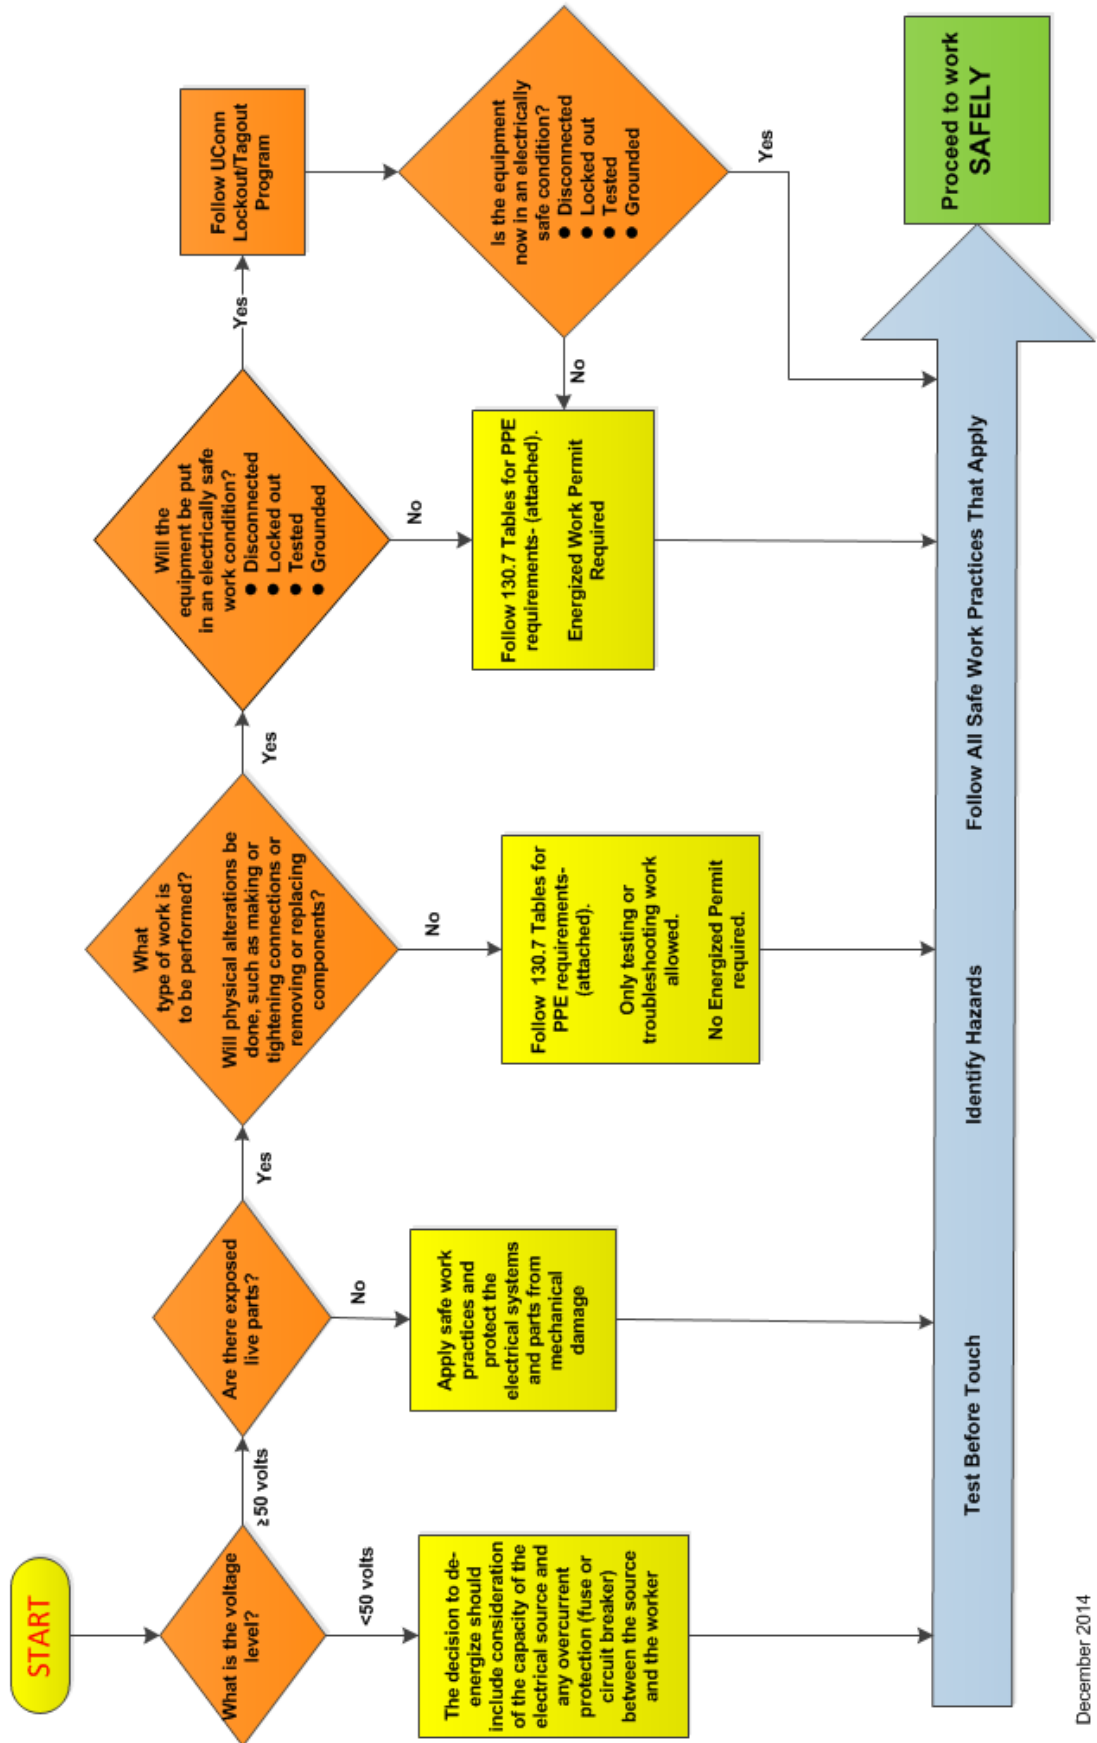 START
What is the voltage
level?
≥50 volts
<50 volts
The decision to de-
energize should
include consideration
of the capacity of the
electrical source and
any overcurrent
protection (fuse or
circuit breaker)
between the source
and the worker
Are there exposed
live parts?
Yes
No
Apply safe work
practices and
protect the
electrical systems
and parts from
mechanical
damage
What
type of work is
to be performed?
Will physical alterations be
done, such as making or
tightening connections or
removing or replacing
components?
Yes
No
Follow 130.7 Tables for
PPE requirements-
(attached).
Only testing or
troubleshooting work
allowed.
No Energized Permit
required.
Will the
equipment be put
in an electrically safe
work condition?
● Disconnected
● Locked out
● Tested
● Grounded
Yes
No
Follow 130.7 Tables for PPE
requirements- (attached).
Energized Work Permit
Required
Follow UConn
Lockout/Tagout
Program
Is the equipment
now in an electrically
safe condition?
● Disconnected
● Locked out
● Tested
● Grounded
No
Yes
Test Before Touch
Identify Hazards
Follow All Safe Work Practices That Apply
Proceed to work
SAFELY
December 2014